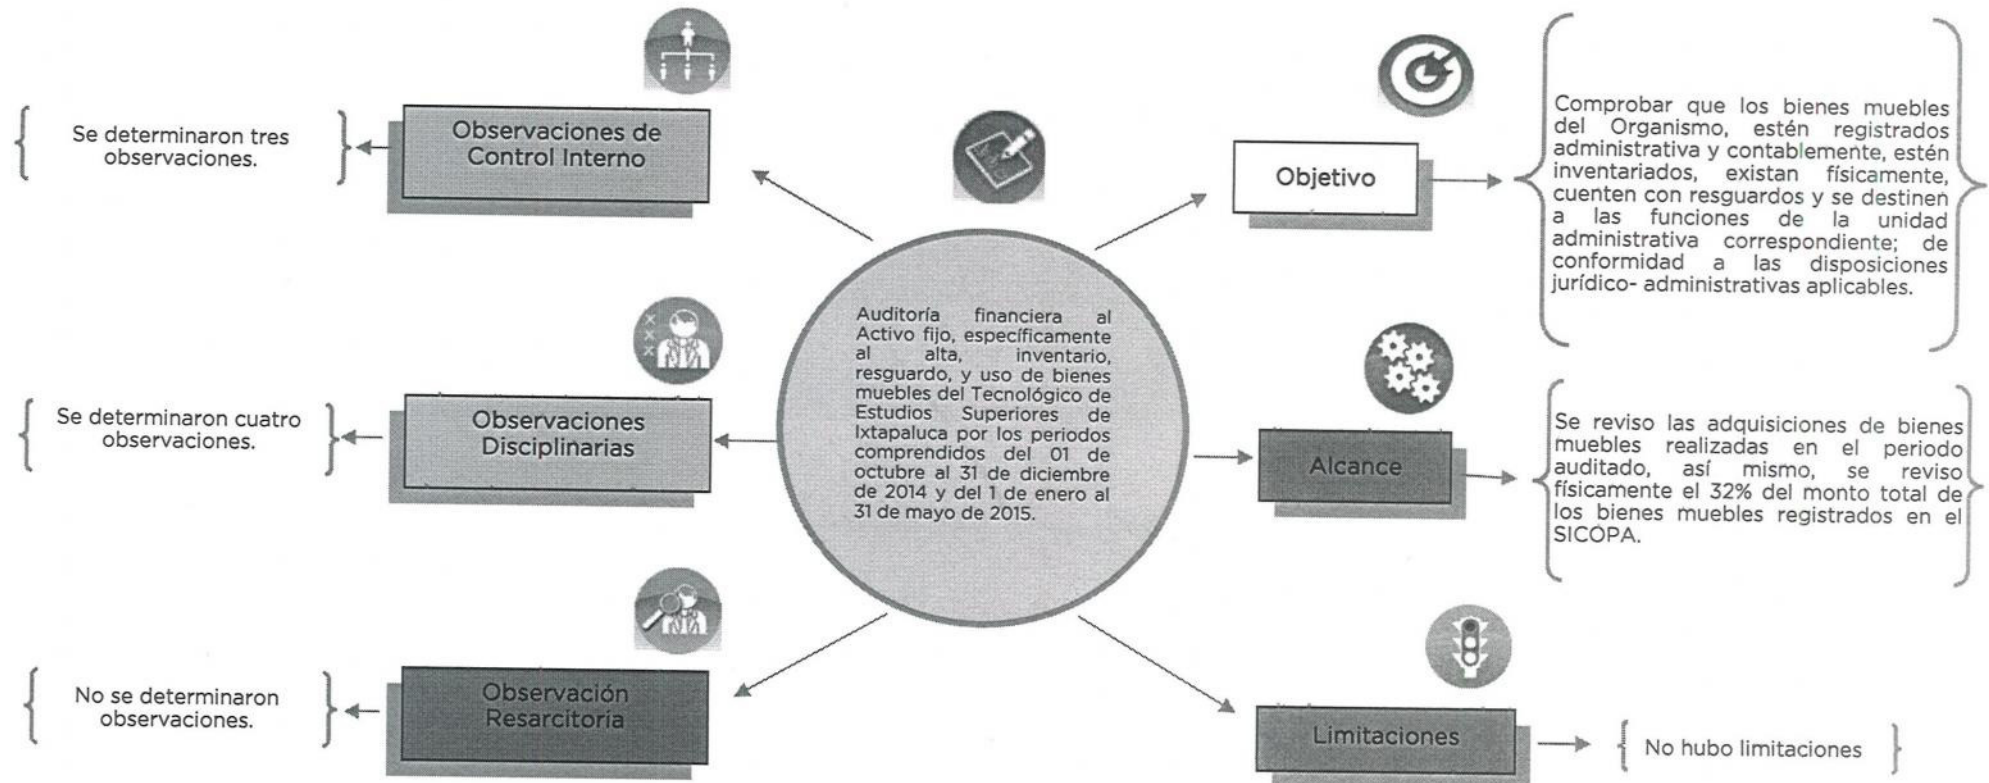 Observaciones de
Control Interno
Se determinaron tres
observaciones.
Observaciones
Disciplinarias
Se determinaron cuatro
observaciones.
Observación
Resarcitoria
No se determinaron
observaciones.
Auditoría financiera al
Activo fijo, específicamente
al alta, inventario,
resguardo, y uso de bienes
muebles del Tecnológico de
Estudios Superiores de
Ixtapaluca por los periodos
comprendidos del 01 de
octubre al 31 de diciembre
de 2014 y del 1 de enero al
31 de mayo de 2015.
Objetivo
Comprobar que los bienes muebles
del Organismo, estén registrados
administrativa y contablemente, estén
inventariados, existan físicamente,
cuenten con resguardos y se destinen
a las funciones de la unidad
administrativa correspondiente; de
conformidad a las disposiciones
jurídico- administrativas aplicables.
Alcance
Se reviso las adquisiciones de bienes
muebles realizadas en el periodo
auditado, así mismo, se reviso
físicamente el 32% del monto total de
los bienes muebles registrados en el
SICOPA.
Limitaciones
No hubo limitaciones